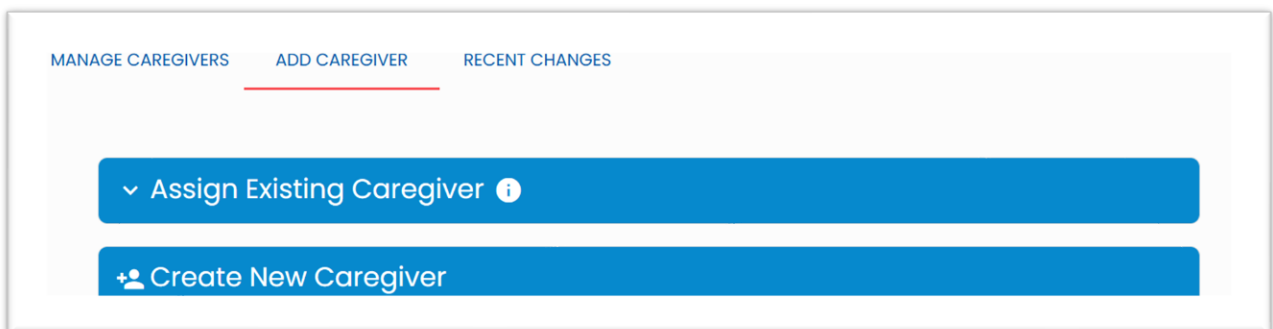 MANAGE CAREGIVERS ADD CAREGIVER RECENT CHANGES
Assign Existing Caregiver
Create New Caregiver